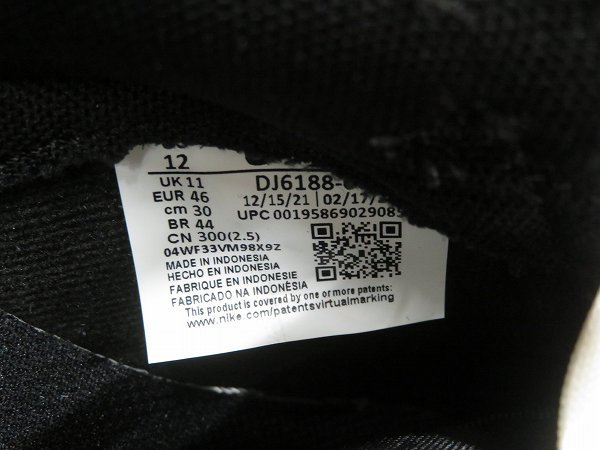 12
UK 11
EUR 46
cm 30
BR 44
CN 300(2.5)
04WF33VM98X9Z
DJ6188-
12/15/21 | 02/17/
UPC 00195869029085
MADE IN INDONESIA
HECHO EN INDONESIA
FABRIQUE EN INDONESIE
FABRICADO NA INDONÉSIA
This product is covered by one or more patents:
www.nike.com/patentsvirtualmarking